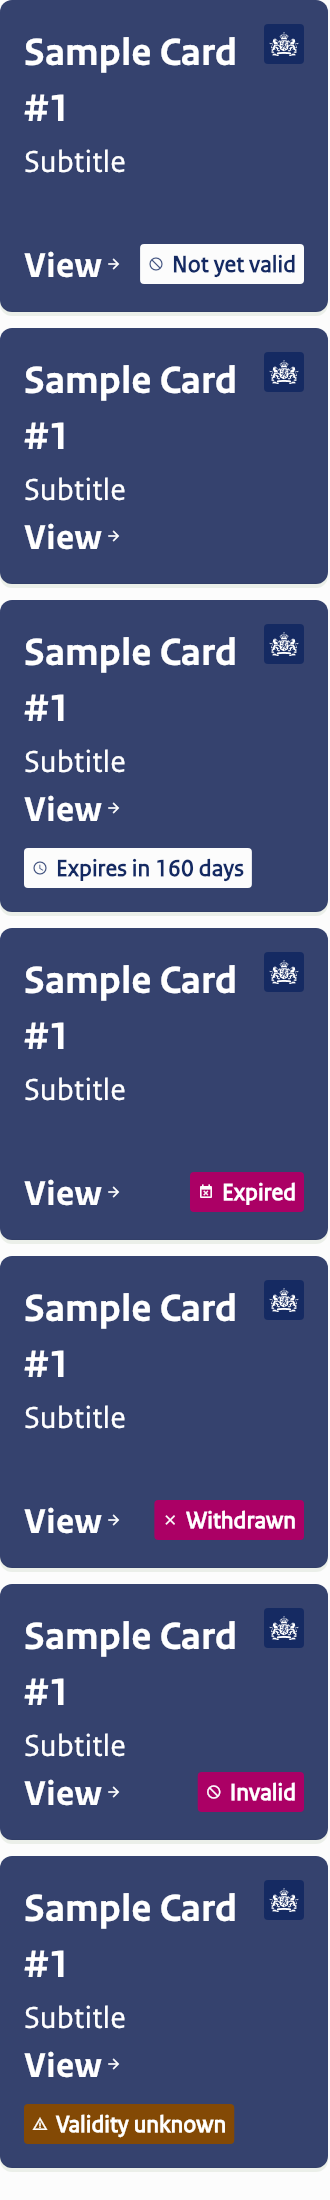 Sample Card
#1
Subtitle
View
Not yet valid
Sample Card
#1
Subtitle
View
Sample Card
#1
Subtitle
View
Expires in 160 days
Sample Card
#1
Subtitle
View
Expired
Sample Card
#1
Subtitle
View
Withdrawn
Sample Card
#1
Subtitle
View
Invalid
Sample Card
#1
Subtitle
View
Validity unknown